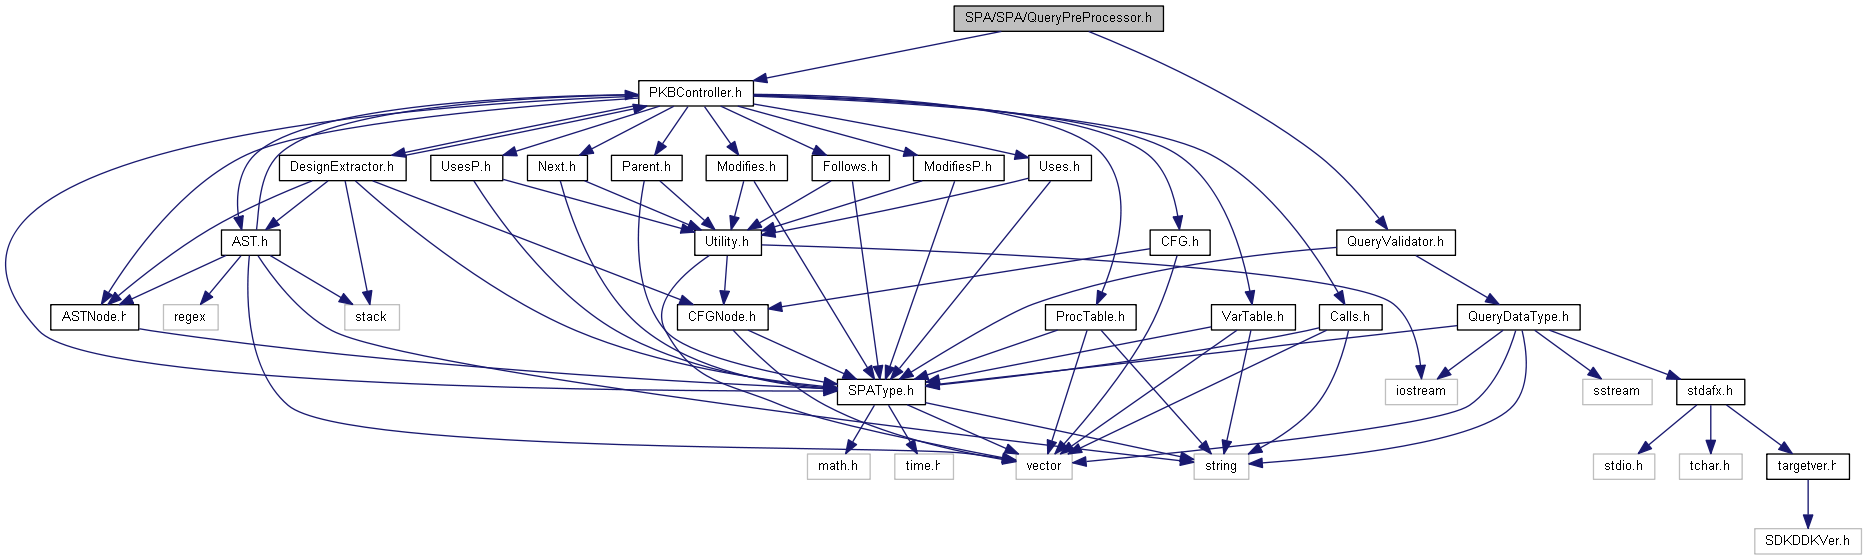 SPA/SPA/QueryPreProcessor.h
PKBController.h
DesignExtractor.h
UsesP.h
Next.h
Parent.h
Modifies.h
Follows.h
ModifiesP.h
Uses.h
AST.h
Utility.h
CFG.h
QueryValidator.h
ASTNode.h
regex
stack
CFGNode.h
ProcTable.h
VarTable.h
Calls.h
QueryDataType.h
SPAType.h
iostream
sstream
stdafx.h
math.h
time.h
vector
string
stdio.h
tchar.h
targetver.h
SDKDDKVer.h